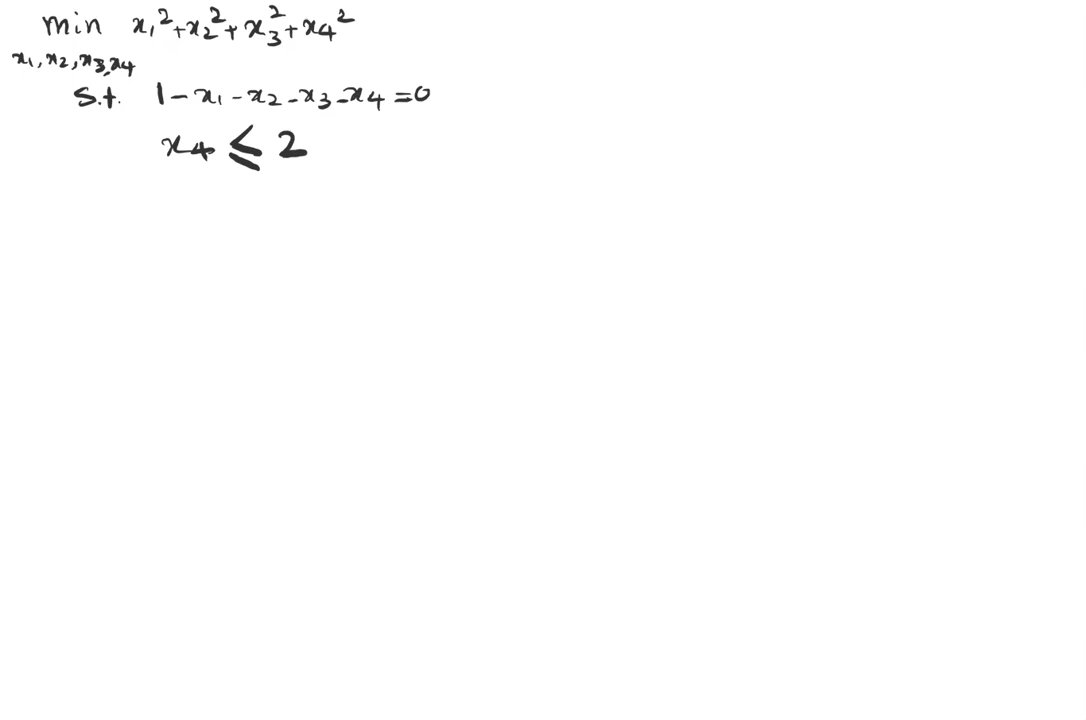 min x₁²+x₂²+x₃²+x₄²
x₁,x₂,x₃,x₄
s.t. 1-x₁-x₂-x₃-x₄=0
x₄ ≤ 2